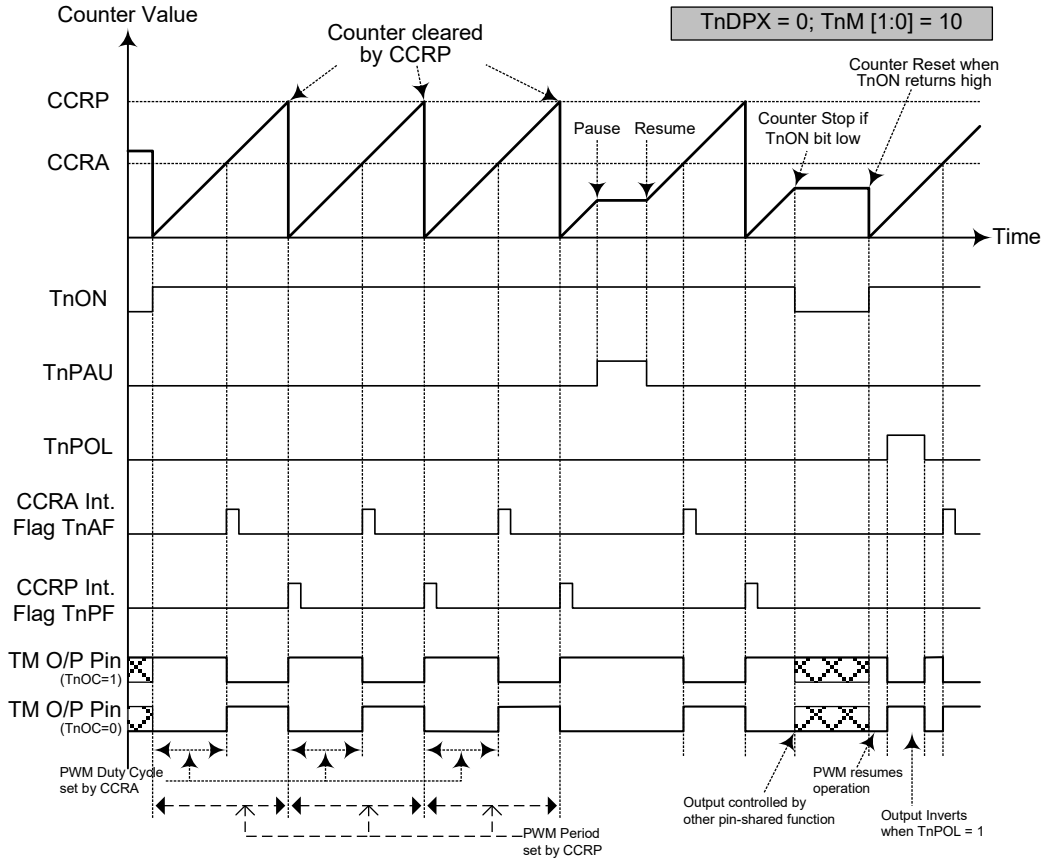 Counter Value
TnDPX = 0; TnM [1:0] = 10
Counter cleared
by CCRP
Counter Reset when
TnON returns high
CCRP
Pause
Resume
Counter Stop if
TnON bit low
CCRA
Time
TnON
TnPAU
TnPOL
CCRA Int.
Flag TnAF
CCRP Int.
Flag TnPF
TM O/P Pin
(TnOC=1)
TM O/P Pin
(TnOC=0)
PWM Duty Cycle
set by CCRA
PWM resumes
operation
Output controlled by
other pin-shared function
Output Inverts
when TnPOL = 1
PWM Period
set by CCRP